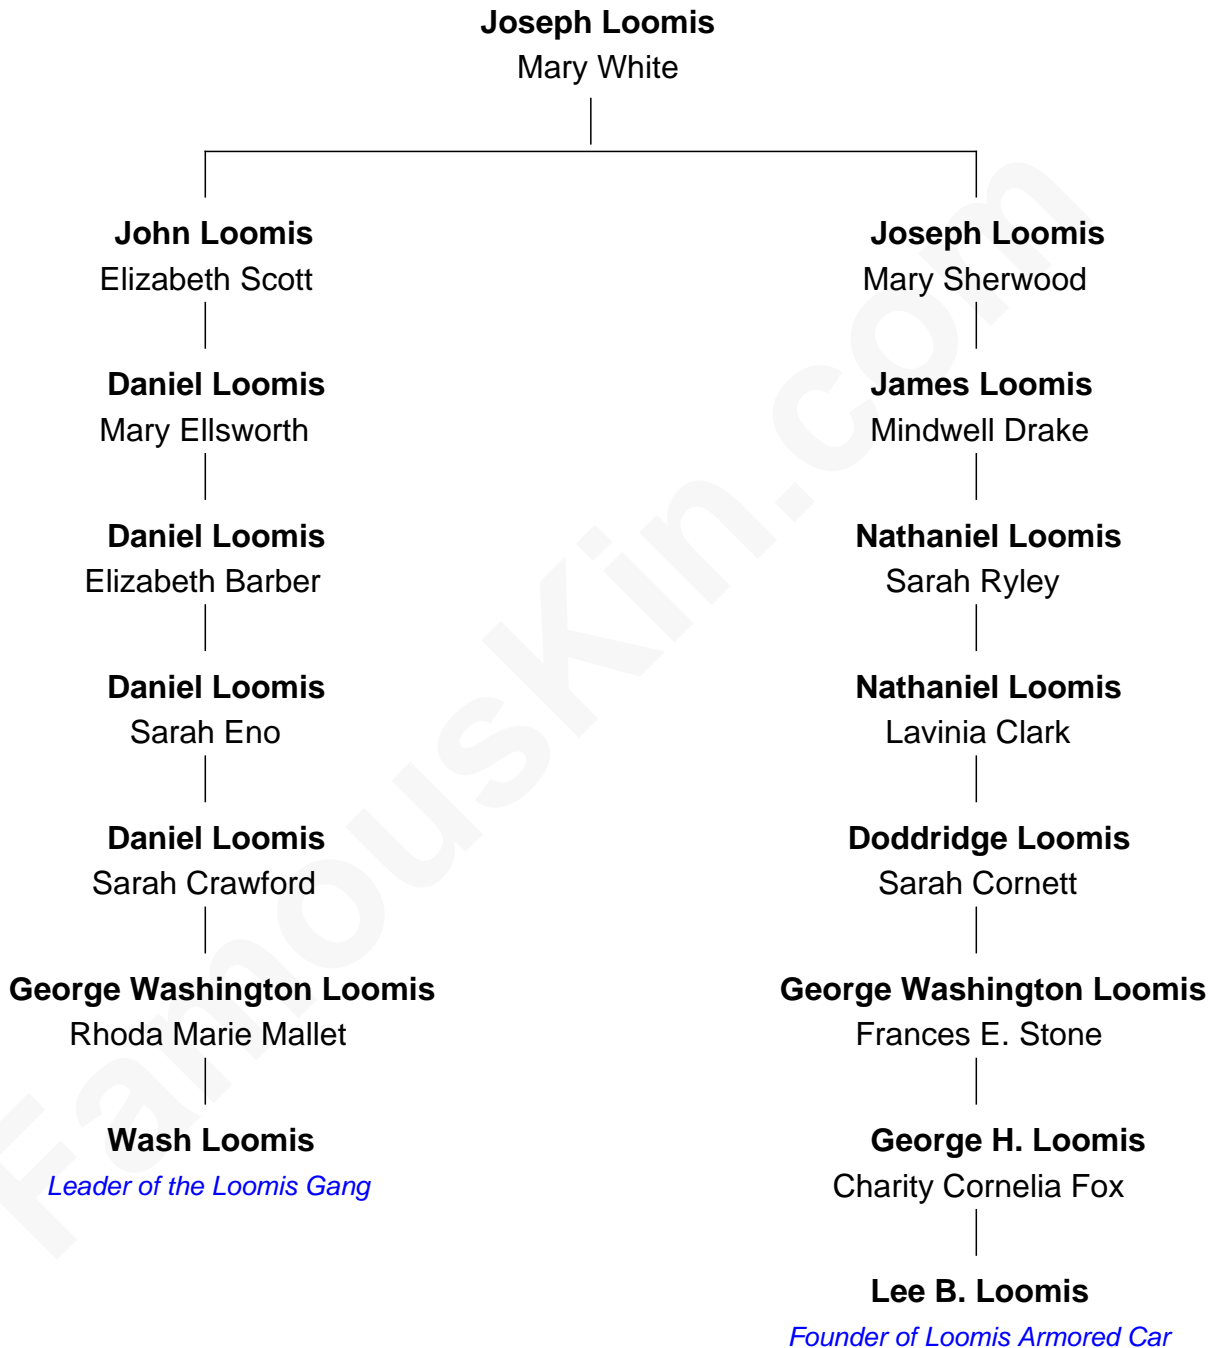 Joseph Loomis
Mary White
John Loomis
Elizabeth Scott
Joseph Loomis
Mary Sherwood
Daniel Loomis
Mary Ellsworth
James Loomis
Mindwell Drake
Daniel Loomis
Elizabeth Barber
Nathaniel Loomis
Sarah Ryley
Daniel Loomis
Sarah Eno
Nathaniel Loomis
Lavinia Clark
Daniel Loomis
Sarah Crawford
Doddridge Loomis
Sarah Cornett
George Washington Loomis
Rhoda Marie Mallet
George Washington Loomis
Frances E. Stone
Wash Loomis
Leader of the Loomis Gang
George H. Loomis
Charity Cornelia Fox
Lee B. Loomis
Founder of Loomis Armored Car
FamousKin.com